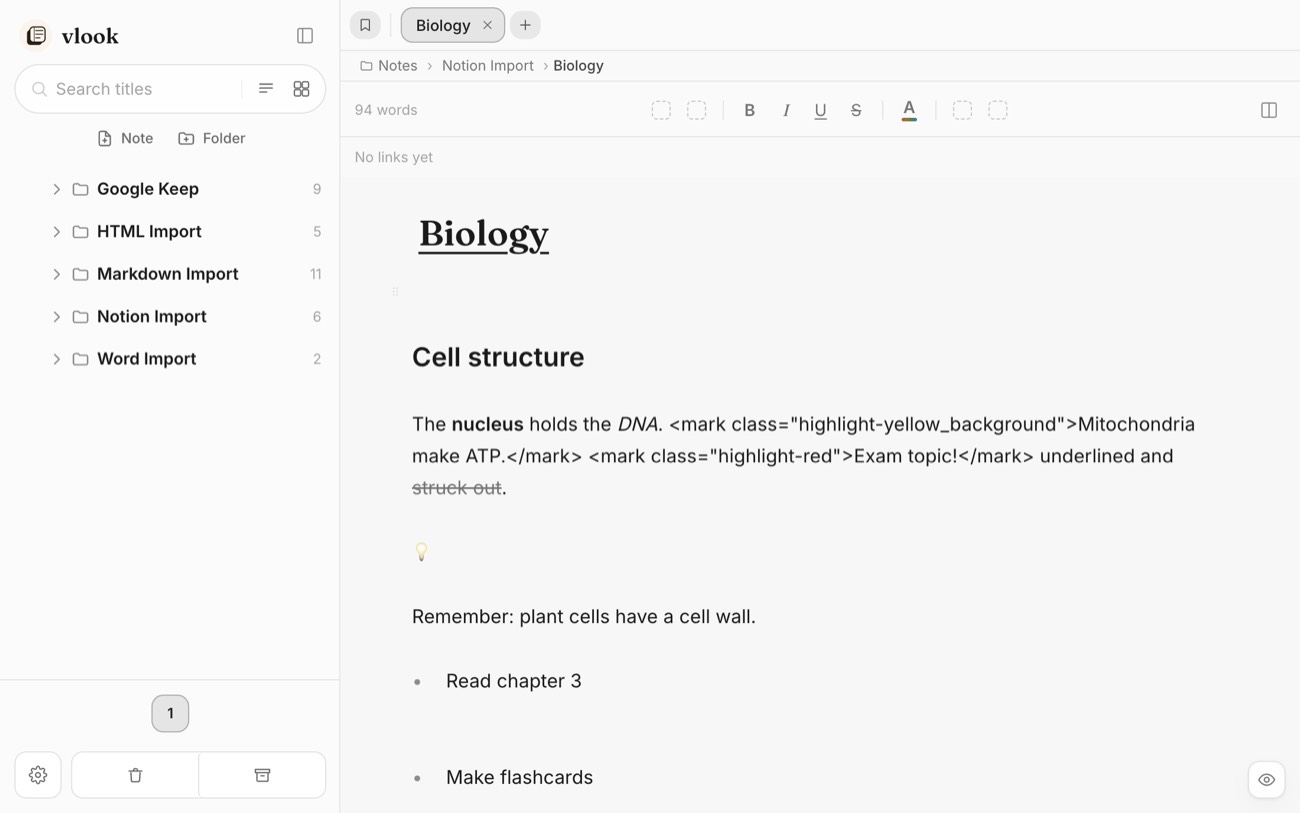 vlook
Search titles
Note Folder
Google Keep 9
HTML Import 5
Markdown Import 11
Notion Import 6
Word Import 2
1
Biology
Notes › Notion Import › Biology
94 words
B I U S A
No links yet
Biology
Cell structure
The nucleus holds the DNA. <mark class="highlight-yellow_background">Mitochondria
make ATP.</mark> <mark class="highlight-red">Exam topic!</mark> underlined and
struck out.
Remember: plant cells have a cell wall.
• Read chapter 3
• Make flashcards